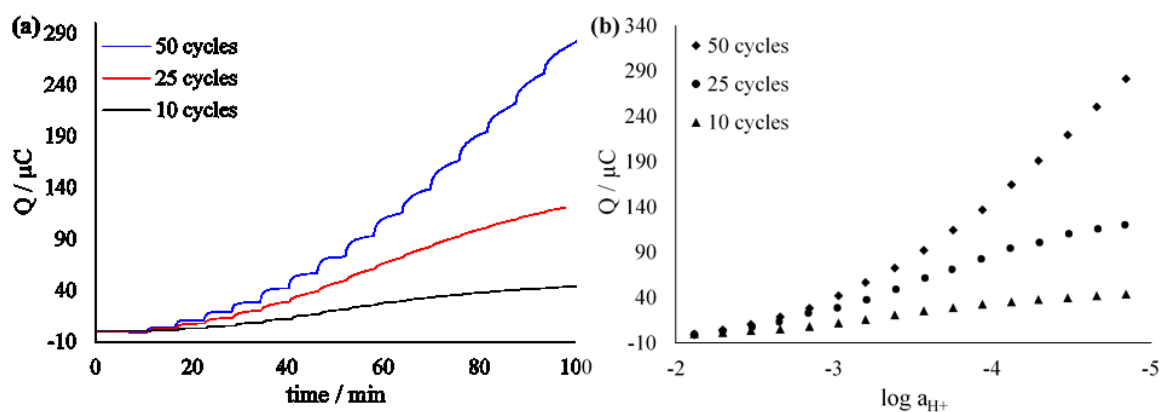 (a)
290
240
190
140
90
40
-10
Q / μC
50 cycles
25 cycles
10 cycles
0 20 40 60 80 100
time / min
(b)
340
290
240
190
140
90
40
-10
Q / μC
50 cycles
25 cycles
10 cycles
-2 -3 -4 -5
log aH+